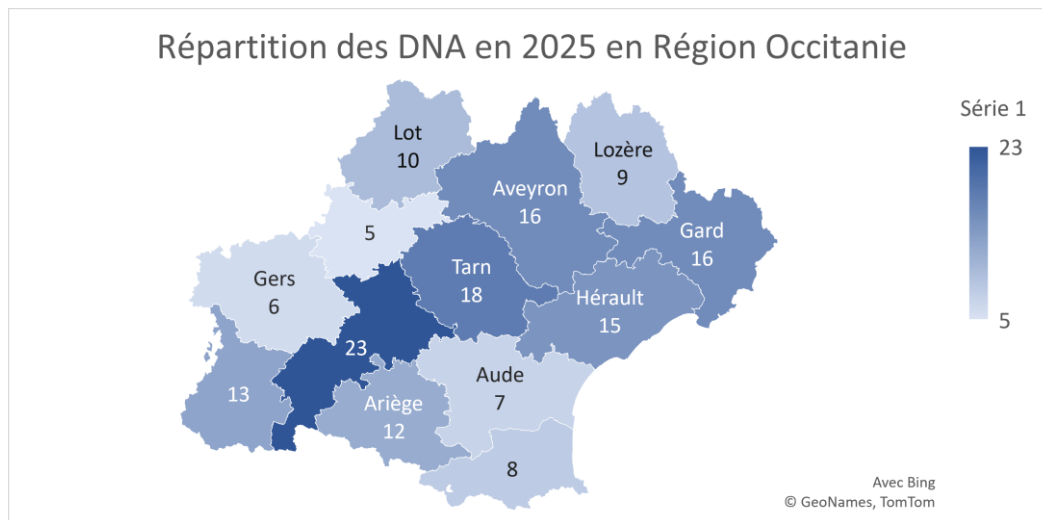 Répartition des DNA en 2025 en Région Occitanie
Série 1
23
5
Lot
10
Lozère
9
Aveyron
16
5
Gard
16
Tarn
18
Gers
6
Hérault
15
23
Aude
7
13
Ariège
12
8
Avec Bing
© GeoNames, TomTom